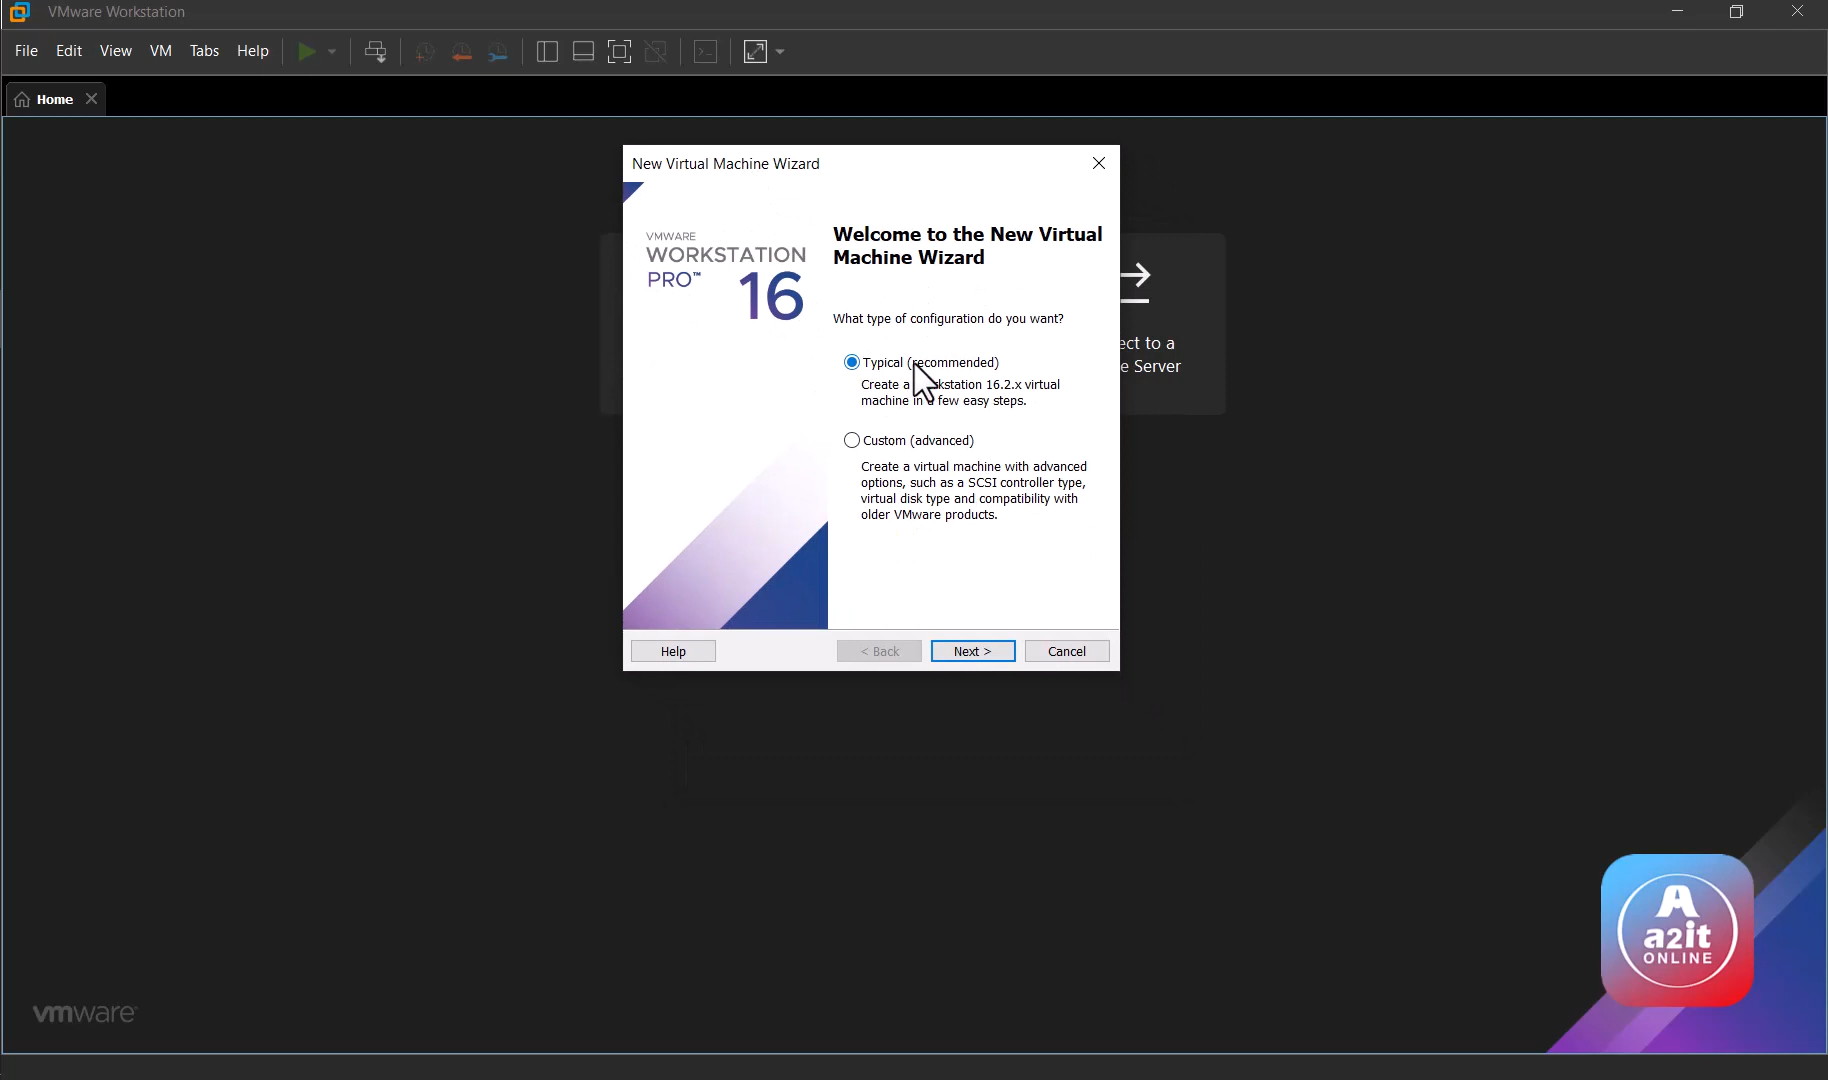 VMware Workstation
File Edit View VM Tabs Help
Home
New Virtual Machine Wizard
VMWARE
WORKSTATION
PRO™ 16
Welcome to the New Virtual
Machine Wizard
What type of configuration do you want?
Typical (recommended)
Create a Workstation 16.2.x virtual
machine in a few easy steps.
Custom (advanced)
Create a virtual machine with advanced
options, such as a SCSI controller type,
virtual disk type and compatibility with
older VMware products.
Help < Back Next > Cancel
ect to a
e Server
A
a2it
ONLINE
vmware